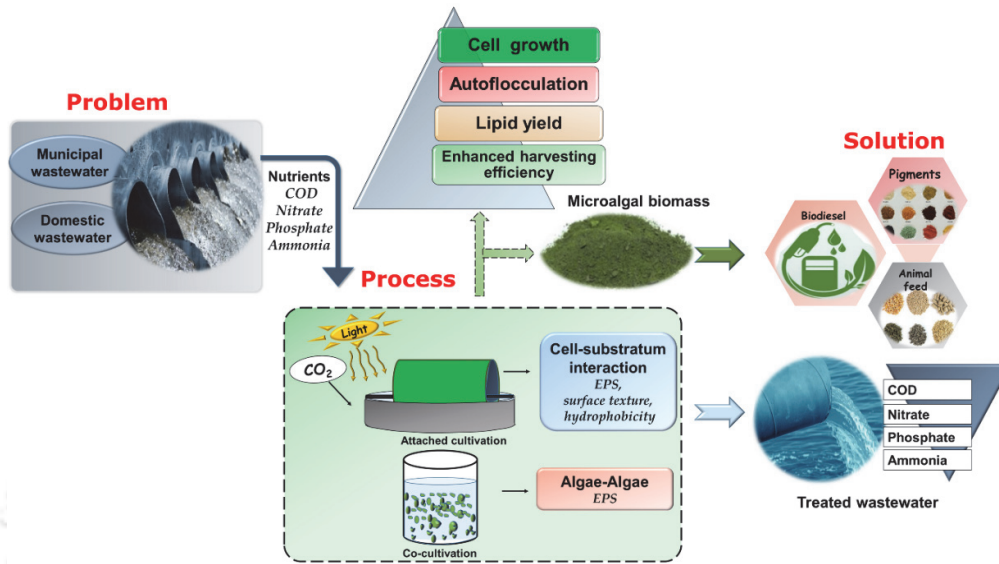 Problem
Municipal
wastewater
Domestic
wastewater
Nutrients
COD
Nitrate
Phosphate
Ammonia
Cell growth
Autoflocculation
Lipid yield
Enhanced harvesting
efficiency
Microalgal biomass
Solution
Pigments
Biodiesel
Animal
feed
Process
Light
CO₂
Attached cultivation
Cell-substratum
interaction
EPS,
surface texture,
hydrophobicity
Co-cultivation
Algae-Algae
EPS
COD
Nitrate
Phosphate
Ammonia
Treated wastewater